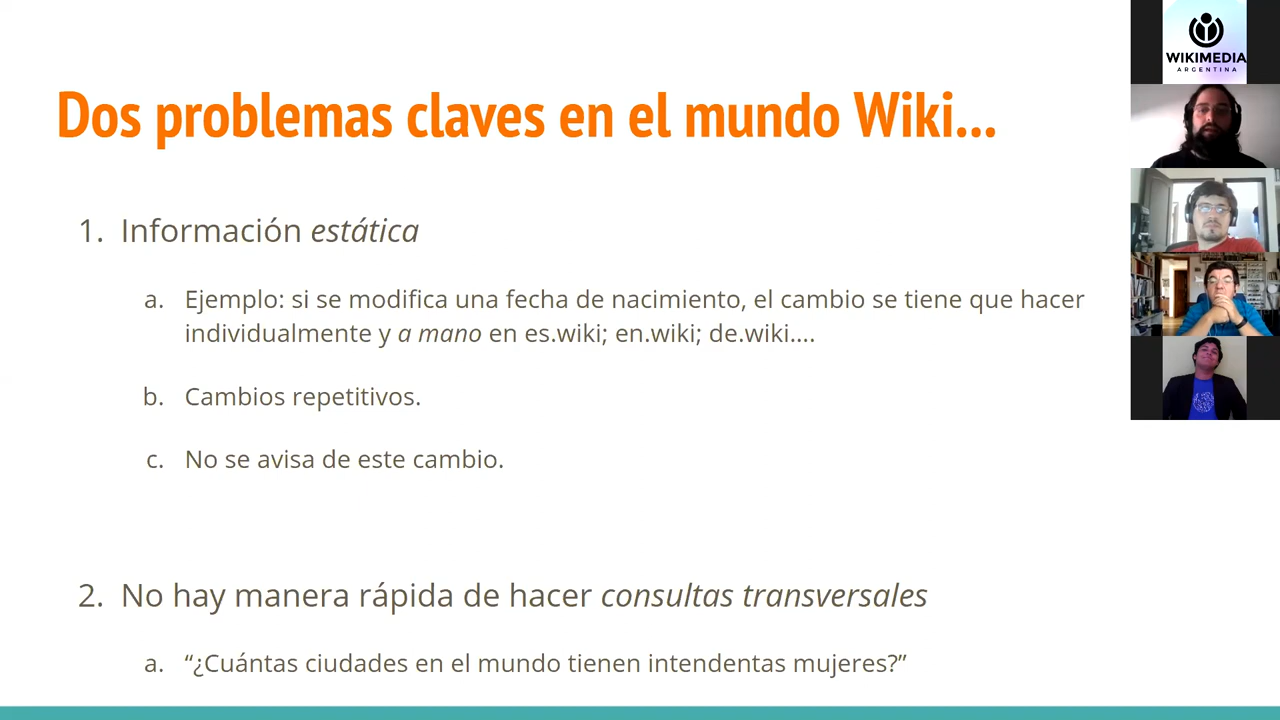 Dos problemas claves en el mundo Wiki...
1. Información estática
a. Ejemplo: si se modifica una fecha de nacimiento, el cambio se tiene que hacer
individualmente y a mano en es.wiki; en.wiki; de.wiki....
b. Cambios repetitivos.
c. No se avisa de este cambio.
2. No hay manera rápida de hacer consultas transversales
a. “¿Cuántas ciudades en el mundo tienen intendentas mujeres?”
WIKIMEDIA
ARGENTINA